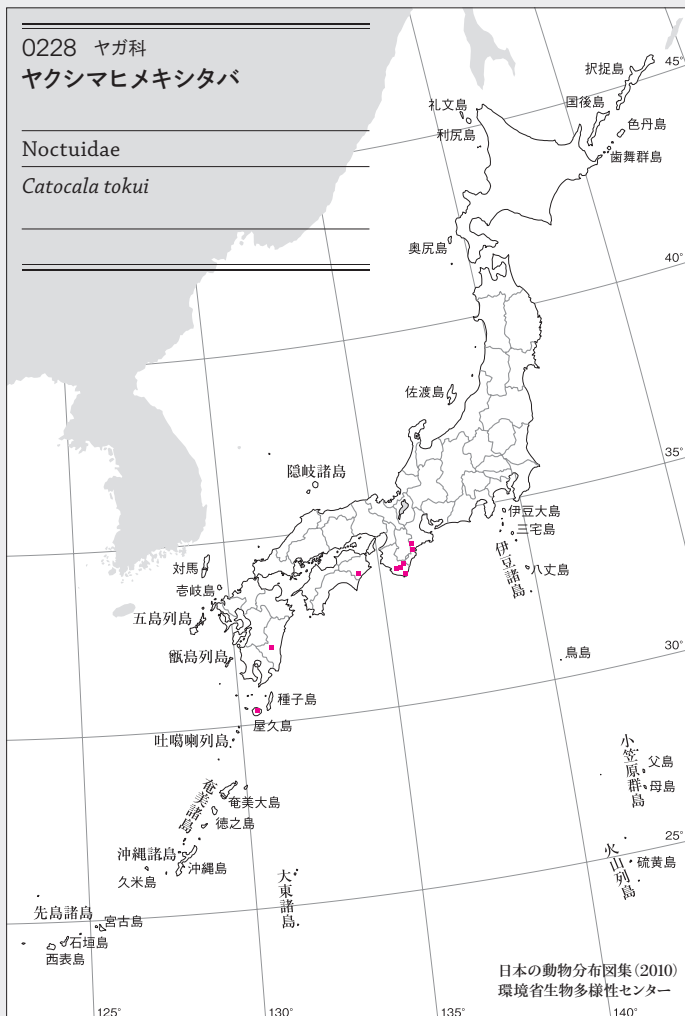 0228 ヤガ科
ヤクシマヒメキシタバ
Noctuidae
Catocala tokui
択捉島
45°
国後島
礼文島
色丹島
利尻島
歯舞群島
奥尻島
40°
佐渡島
35°
隠岐諸島
伊豆大島
三宅島
伊豆諸島
八丈島
対馬
壱岐島
五島列島
甑島列島
鳥島
30°
種子島
屋久島
吐噶喇列島
小笠原群島
父島
母島
奄美諸島
奄美大島
徳之島
25°
沖縄諸島
沖縄島
久米島
大東諸島
火山列島
硫黄島
先島諸島
宮古島
石垣島
西表島
日本の動物分布図集(2010)
環境省生物多様性センター
125°
130°
135°
140°